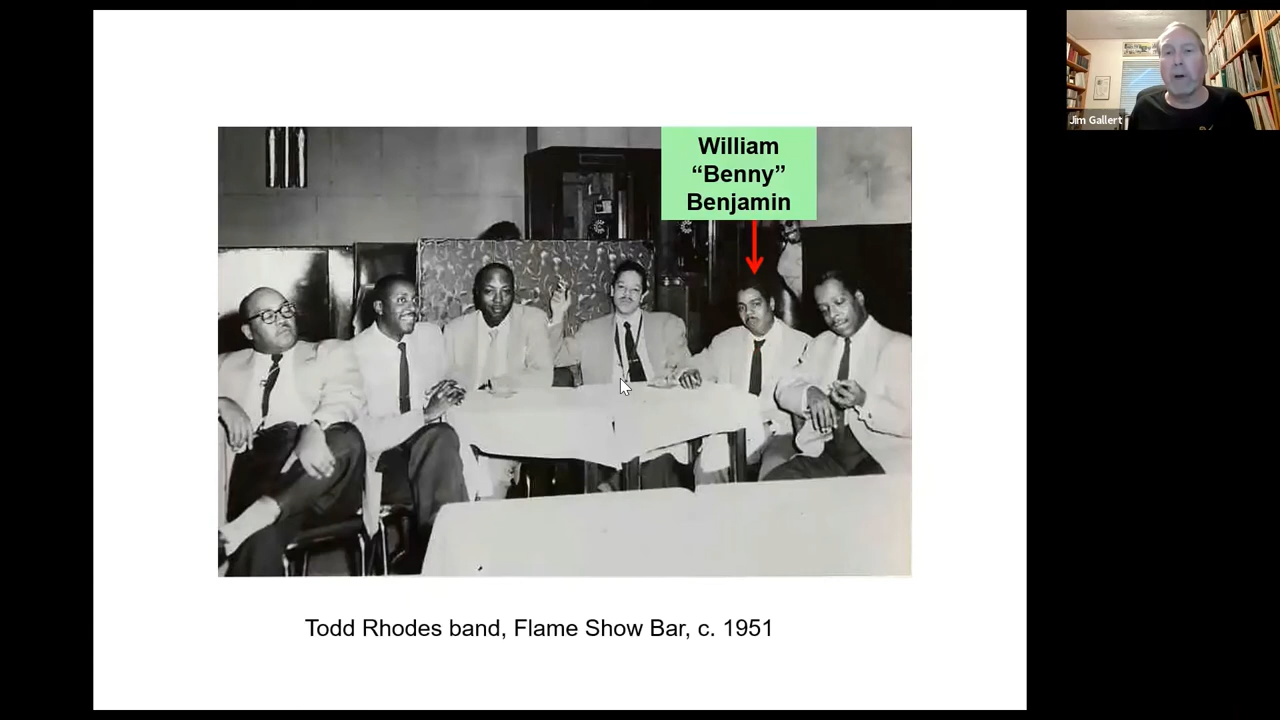 William
“Benny”
Benjamin
Jim Gallert
Todd Rhodes band, Flame Show Bar, c. 1951